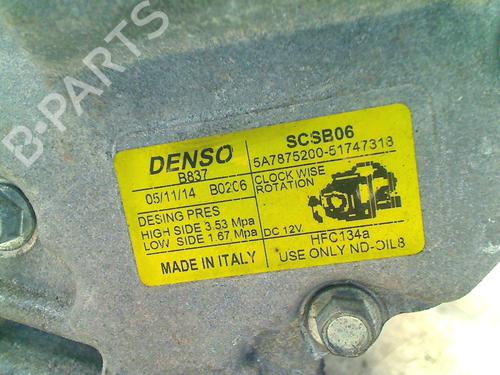 B-PARTS
DENSO
B837
05/11/14 B0206
DESING PRES
HIGH SIDE 3.53 Mpa
LOW SIDE 1.67 Mpa
MADE IN ITALY
SCSB06
5A7875200-51747318
CLOCK WISE
ROTATION
DC 12V.
HFC134a
USE ONLY ND-OIL8